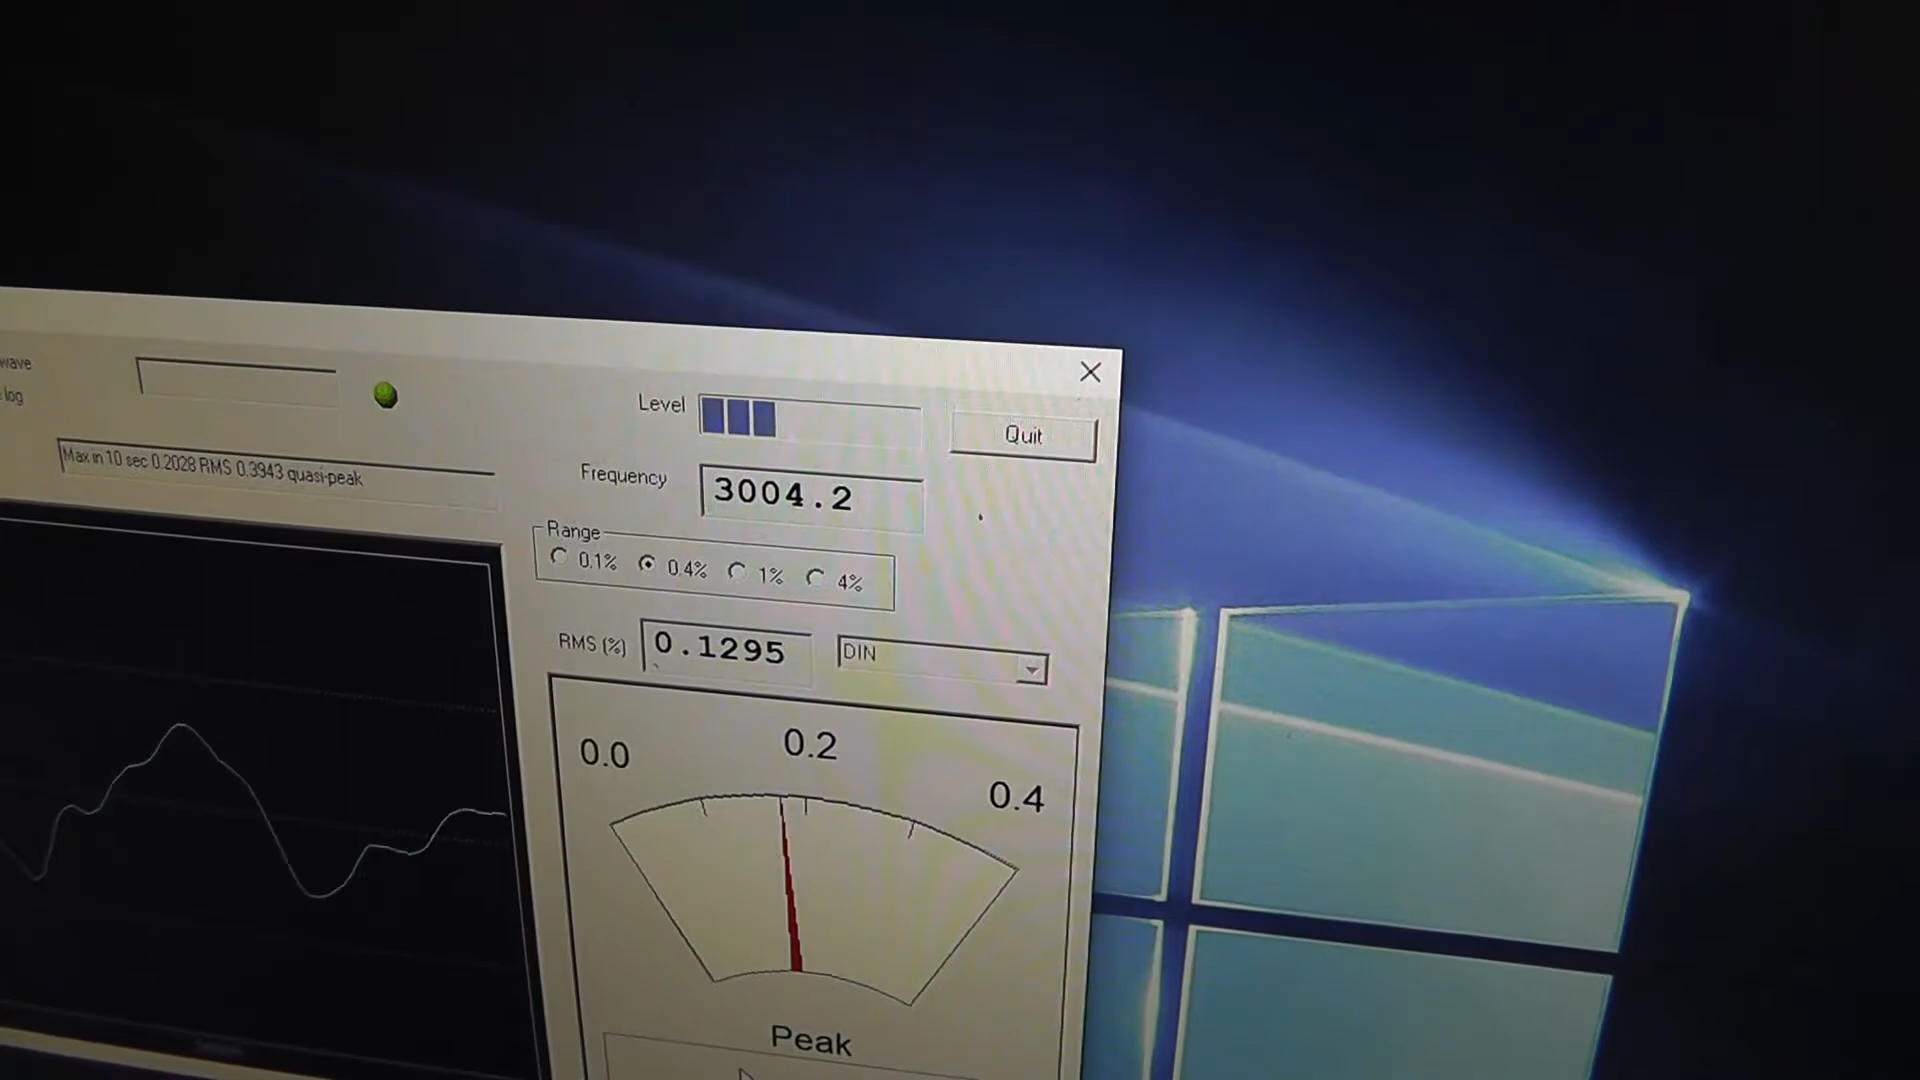 wave
log
Level
Quit
Max in 10 sec 0.2028 RMS 0.3943 quasi-peak
Frequency
3004.2
Range
0.1% 0.4% 1% 4%
RMS (%)
0.1295
DIN
0.0
0.2
0.4
Peak